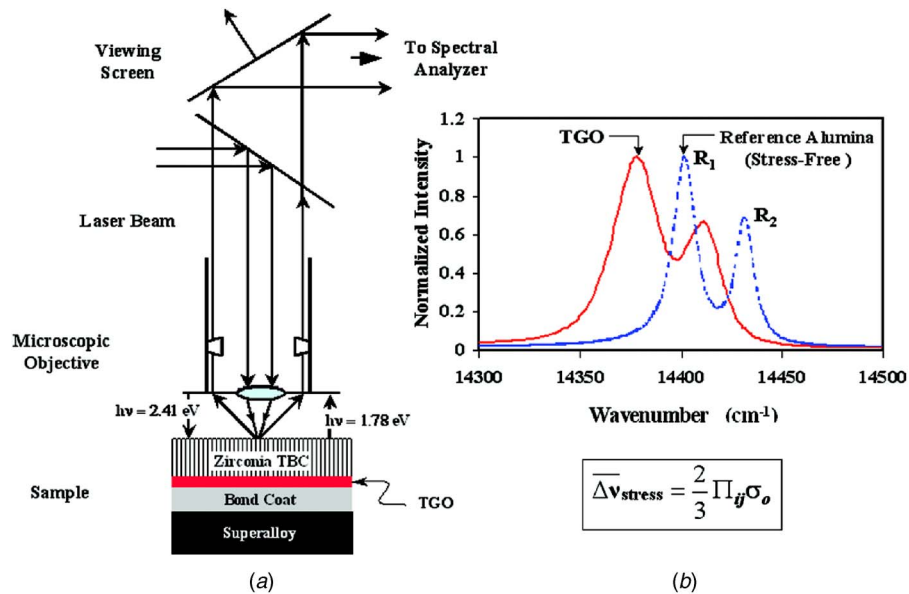 Viewing
Screen
To Spectral
Analyzer
Laser Beam
Microscopic
Objective
hν = 2.41 eV
hν = 1.78 eV
Zirconia TBC
Sample
TGO
Bond Coat
Superalloy
(a)
TGO
Reference Alumina
(Stress-Free )
R1
R2
Normalized Intensity
1.2
1
0.8
0.6
0.4
0.2
0
14300
14350
14400
14450
14500
Wavenumber (cm-1)
Δνstress = 2/3 Πijσo
(b)